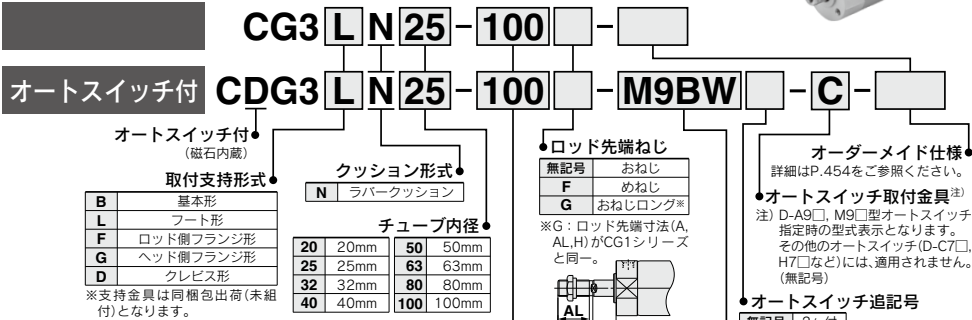 CG3 L N 25 - 100 -
オートスイッチ付 CDG3 L N 25 - 100 - M9BW - C -
オートスイッチ付
(磁石内蔵)
取付支持形式
B 基本形
L フート形
F ロッド側フランジ形
G ヘッド側フランジ形
D クレビス形
※支持金具は同梱包出荷(未組
付)となります。
クッション形式
N ラバークッション
チューブ内径
20 20mm 50 50mm
25 25mm 63 63mm
32 32mm 80 80mm
40 40mm 100 100mm
ロッド先端ねじ
無記号 おねじ
F めねじ
G おねじロング※
※G:ロッド先端寸法(A,
AL,H)がCG1シリーズ
と同一。
AL
オーダーメイド仕様
詳細はP.454をご参照ください。
オートスイッチ取付金具注)
注) D-A9□, M9□型オートスイッチ
指定時の型式表示となります。
その他のオートスイッチ(D-C7□,
H7□など)には、適用されません。
(無記号)
オートスイッチ追記号